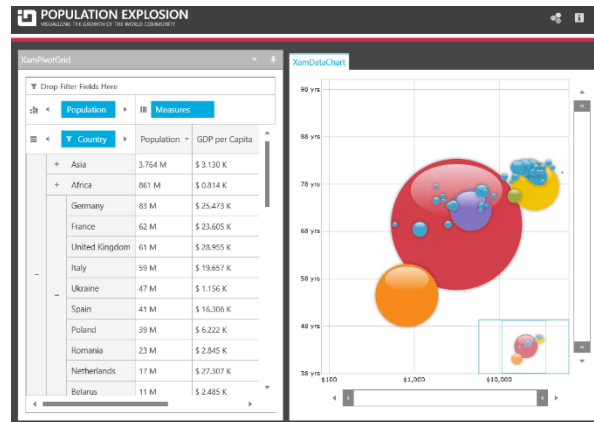 POPULATION EXPLOSION
VISUALIZING THE GROWTH OF THE WORLD COMMUNITY
XamPivotGrid
Drop Filter Fields Here
Population
Measures
Country
Population
GDP per Capita
+ Asia 3.764 M $ 3.130 K
+ Africa 861 M $ 0.814 K
Germany 83 M $ 25.473 K
France 62 M $ 23.605 K
United Kingdom 61 M $ 28.955 K
Italy 59 M $ 19.657 K
Ukraine 47 M $ 1.156 K
Spain 41 M $ 16.306 K
Poland 39 M $ 6.222 K
Romania 23 M $ 2.845 K
Netherlands 17 M $ 27.307 K
Belarus 11 M $ 2.485 K
XamDataChart
90 yrs
88 yrs
78 yrs
68 yrs
58 yrs
48 yrs
38 yrs
$100
$1,000
$10,000